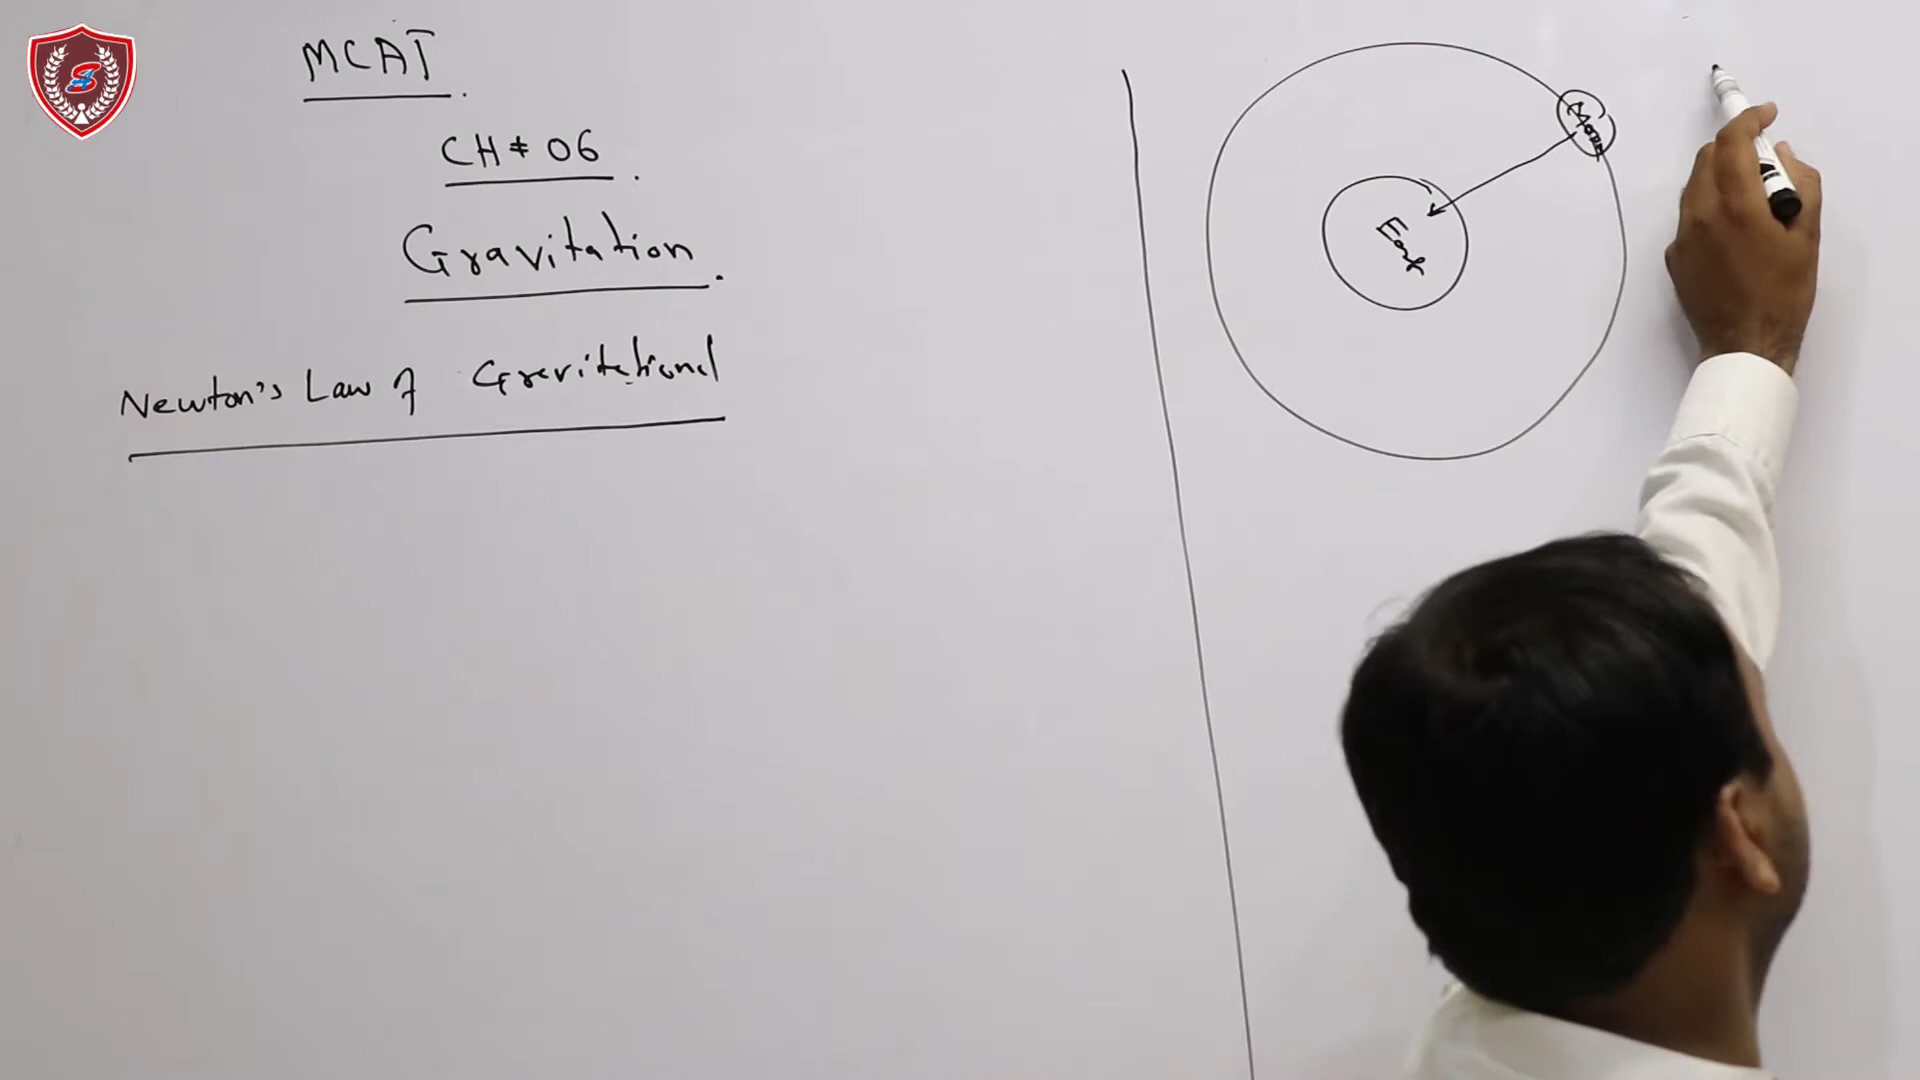 MCAT.
CH # 06.
Gravitation.
Newton's Law of Gravitational
Moon
Earth